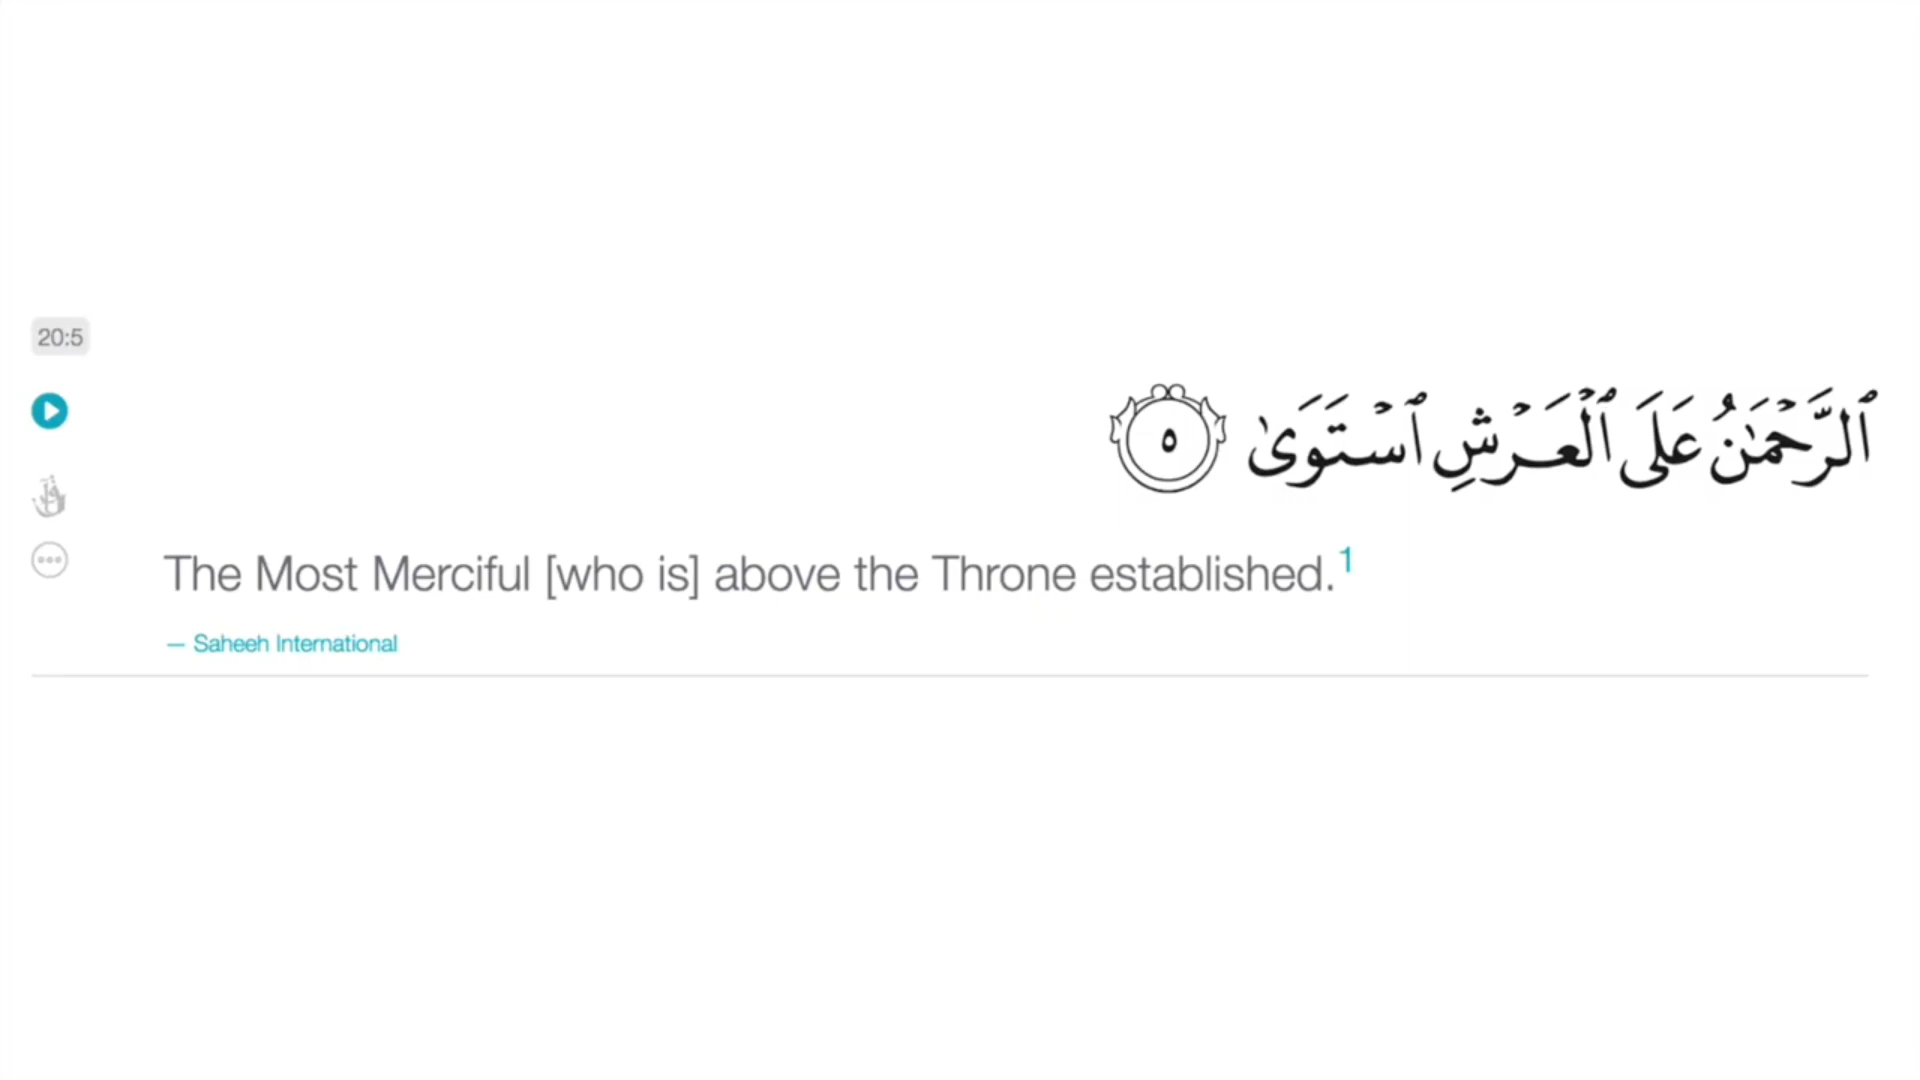 20:5
ٱلرَّحْمَـٰنُ عَلَى ٱلْعَرْشِ ٱسْتَوَىٰ ٥
The Most Merciful [who is] above the Throne established.1
— Saheeh International